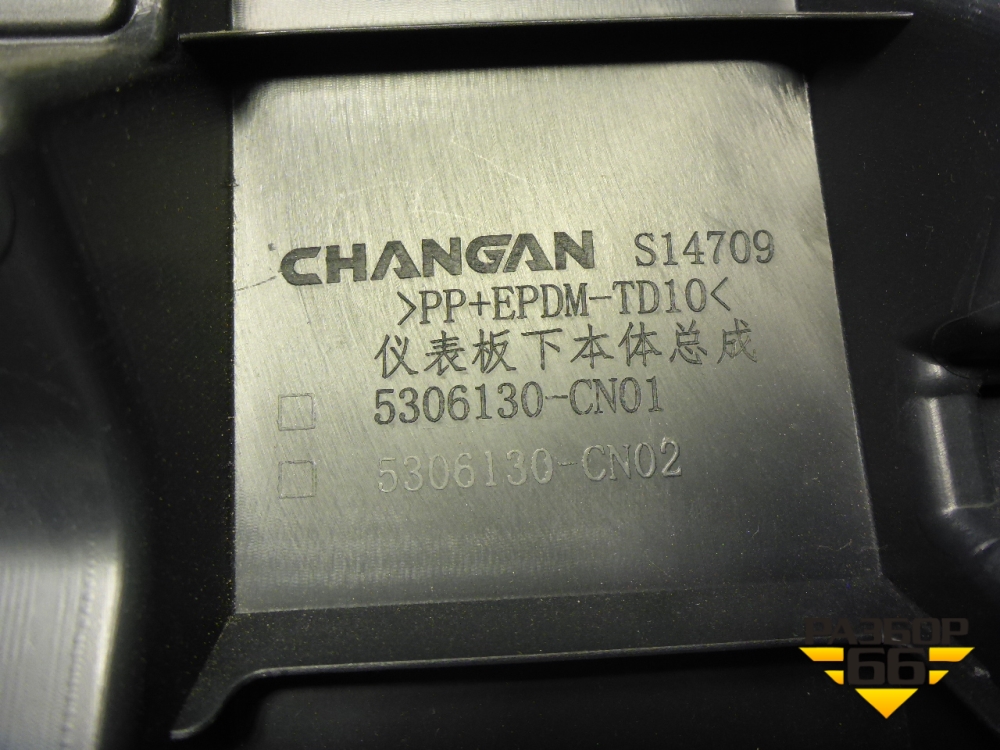 CHANGAN S14709
>PP+EPDM-TD10<
仪表板下本体总成
5306130-CN01
5306130-CN02
РАЗБОР
66